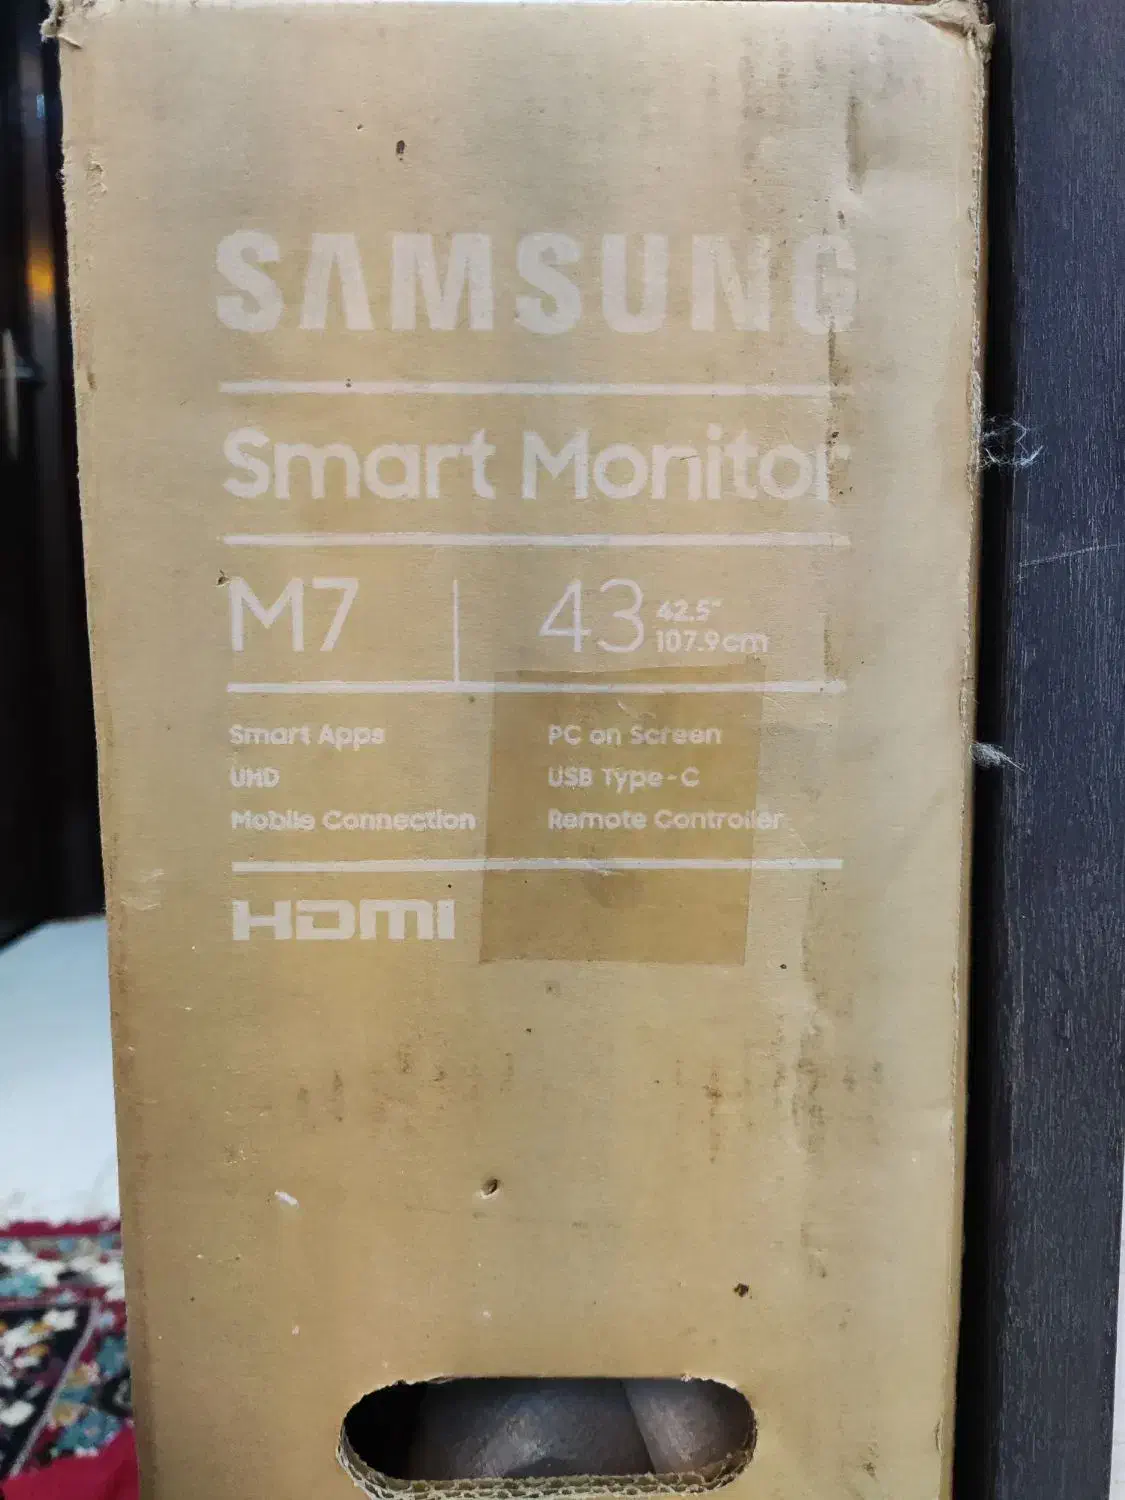 SAMSUNG
Smart Monitor
M7
43 42.5"
107.9cm
Smart Apps
PC on Screen
UHD
USB Type-C
Mobile Connection
Remote Controller
HDMI